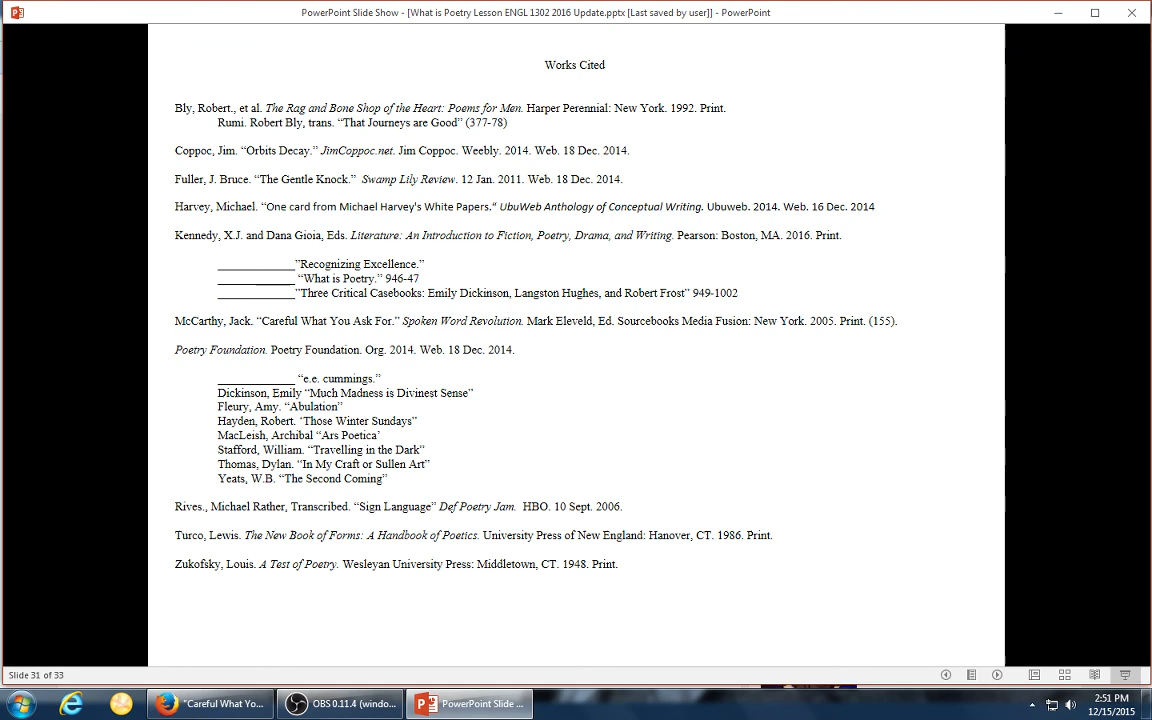 PowerPoint Slide Show - [What is Poetry Lesson ENGL 1302 2016 Update.pptx [Last saved by user]] - PowerPoint
Works Cited
Bly, Robert., et al. The Rag and Bone Shop of the Heart: Poems for Men. Harper Perennial: New York. 1992. Print.
Rumi. Robert Bly, trans. “That Journeys are Good” (377-78)
Coppoc, Jim. “Orbits Decay.” JimCoppoc.net. Jim Coppoc. Weebly. 2014. Web. 18 Dec. 2014.
Fuller, J. Bruce. “The Gentle Knock.” Swamp Lily Review. 12 Jan. 2011. Web. 18 Dec. 2014.
Harvey, Michael. “One card from Michael Harvey's White Papers.“ UbuWeb Anthology of Conceptual Writing. Ubuweb. 2014. Web. 16 Dec. 2014
Kennedy, X.J. and Dana Gioia, Eds. Literature: An Introduction to Fiction, Poetry, Drama, and Writing. Pearson: Boston, MA. 2016. Print.
_____________”Recognizing Excellence.”
_____________ “What is Poetry.” 946-47
_____________”Three Critical Casebooks: Emily Dickinson, Langston Hughes, and Robert Frost” 949-1002
McCarthy, Jack. “Careful What You Ask For.” Spoken Word Revolution. Mark Eleveld, Ed. Sourcebooks Media Fusion: New York. 2005. Print. (155).
Poetry Foundation. Poetry Foundation. Org. 2014. Web. 18 Dec. 2014.
_____________ “e.e. cummings.”
Dickinson, Emily “Much Madness is Divinest Sense”
Fleury, Amy. “Abulation”
Hayden, Robert. ‘Those Winter Sundays”
MacLeish, Archibal “Ars Poetica’
Stafford, William. “Travelling in the Dark”
Thomas, Dylan. “In My Craft or Sullen Art”
Yeats, W.B. “The Second Coming”
Rives., Michael Rather, Transcribed. “Sign Language” Def Poetry Jam. HBO. 10 Sept. 2006.
Turco, Lewis. The New Book of Forms: A Handbook of Poetics. University Press of New England: Hanover, CT. 1986. Print.
Zukofsky, Louis. A Test of Poetry. Wesleyan University Press: Middletown, CT. 1948. Print.
Slide 31 of 33
"Careful What Yo...
OBS 0.11.4 (windo...
PowerPoint Slide ...
2:51 PM
12/15/2015